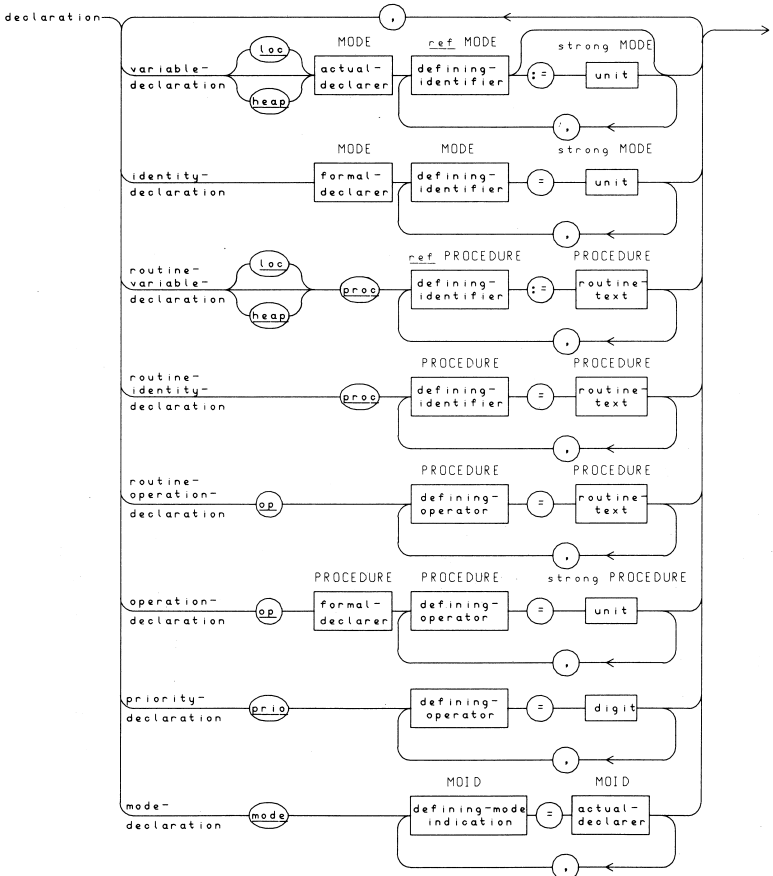 declaration ,
MODE ref MODE strong MODE
loc
variable-
declaration
heap
actual-
declarer
defining-
identifier
:= unit
,
MODE MODE strong MODE
identity-
declaration
formal-
declarer
defining-
identifier
= unit
,
ref PROCEDURE PROCEDURE
loc
routine-
variable-
declaration
heap
proc
defining-
identifier
:=
routine-
text
,
PROCEDURE PROCEDURE
routine-
identity-
declaration
proc
defining-
identifier
=
routine-
text
,
PROCEDURE PROCEDURE
routine-
operation-
declaration
op
defining-
operator
=
routine-
text
,
PROCEDURE PROCEDURE strong PROCEDURE
operation-
declaration
op
formal-
declarer
defining-
operator
= unit
,
priority-
declaration
prio
defining-
operator
= digit
,
MOID MOID
mode-
declaration
mode
defining-mode
indication
=
actual-
declarer
,